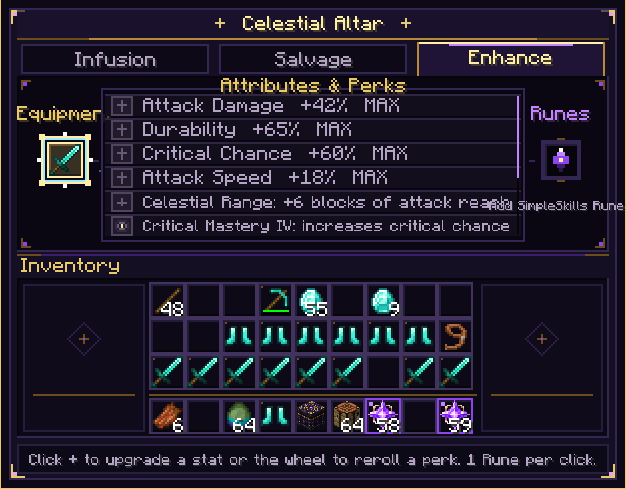 + Celestial Altar +
Infusion
Salvage
Enhance
Attributes & Perks
Equipmen
Runes
+ Attack Damage +42% MAX
+ Durability +65% MAX
+ Critical Chance +60% MAX
+ Attack Speed +18% MAX
+ Celestial Range: +6 blocks of attack reach
Add SimpleSkills Rune
Critical Mastery IV: increases critical chance
Inventory
48
55
9
6
64
64
58
59
Click + to upgrade a stat or the wheel to reroll a perk. 1 Rune per click.